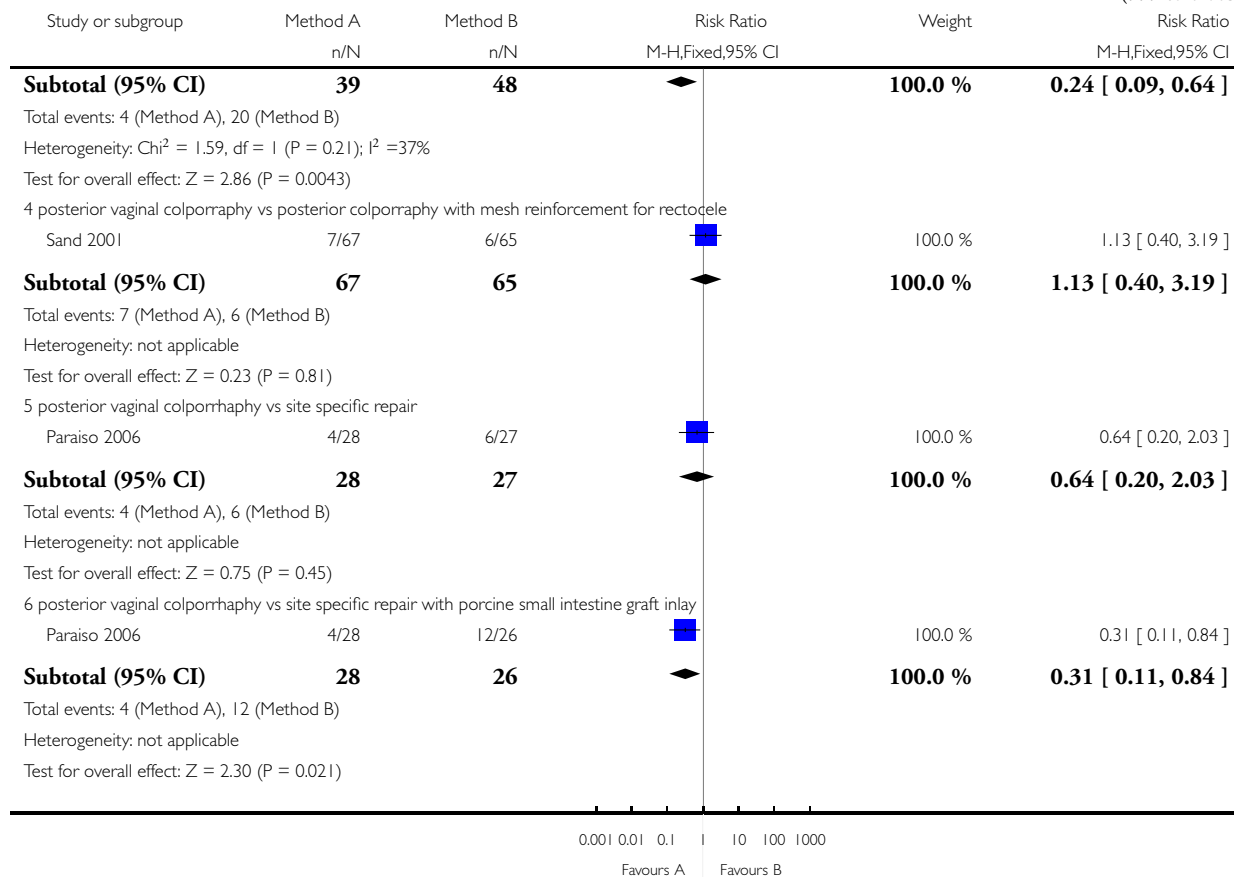 Study or subgroup Method A Method B Risk Ratio Weight Risk Ratio
n/N n/N M-H,Fixed,95% CI M-H,Fixed,95% CI
Subtotal (95% CI) 39 48 100.0 % 0.24 [ 0.09, 0.64 ]
Total events: 4 (Method A), 20 (Method B)
Heterogeneity: Chi² = 1.59, df = 1 (P = 0.21); I² =37%
Test for overall effect: Z = 2.86 (P = 0.0043)
4 posterior vaginal colporraphy vs posterior colporraphy with mesh reinforcement for rectocele
Sand 2001 7/67 6/65 100.0 % 1.13 [ 0.40, 3.19 ]
Subtotal (95% CI) 67 65 100.0 % 1.13 [ 0.40, 3.19 ]
Total events: 7 (Method A), 6 (Method B)
Heterogeneity: not applicable
Test for overall effect: Z = 0.23 (P = 0.81)
5 posterior vaginal colporrhaphy vs site specific repair
Paraiso 2006 4/28 6/27 100.0 % 0.64 [ 0.20, 2.03 ]
Subtotal (95% CI) 28 27 100.0 % 0.64 [ 0.20, 2.03 ]
Total events: 4 (Method A), 6 (Method B)
Heterogeneity: not applicable
Test for overall effect: Z = 0.75 (P = 0.45)
6 posterior vaginal colporrhaphy vs site specific repair with porcine small intestine graft inlay
Paraiso 2006 4/28 12/26 100.0 % 0.31 [ 0.11, 0.84 ]
Subtotal (95% CI) 28 26 100.0 % 0.31 [ 0.11, 0.84 ]
Total events: 4 (Method A), 12 (Method B)
Heterogeneity: not applicable
Test for overall effect: Z = 2.30 (P = 0.021)
0.001 0.01 0.1 1 10 100 1000
Favours A Favours B